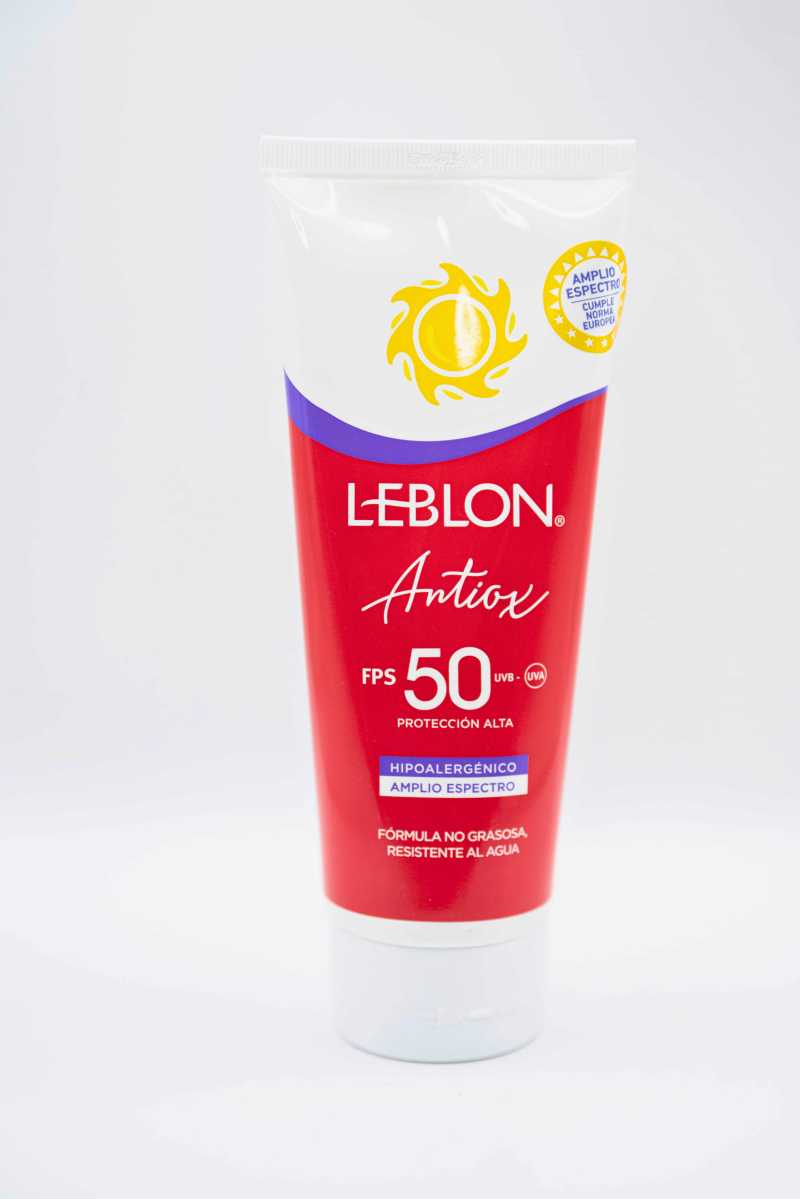 AMPLIO
ESPECTRO
CUMPLE
NORMA
EUROPEA
LEBLON®
Antiox
FPS 50 UVB - UVA
PROTECCIÓN ALTA
HIPOALERGÉNICO
AMPLIO ESPECTRO
FÓRMULA NO GRASOSA,
RESISTENTE AL AGUA